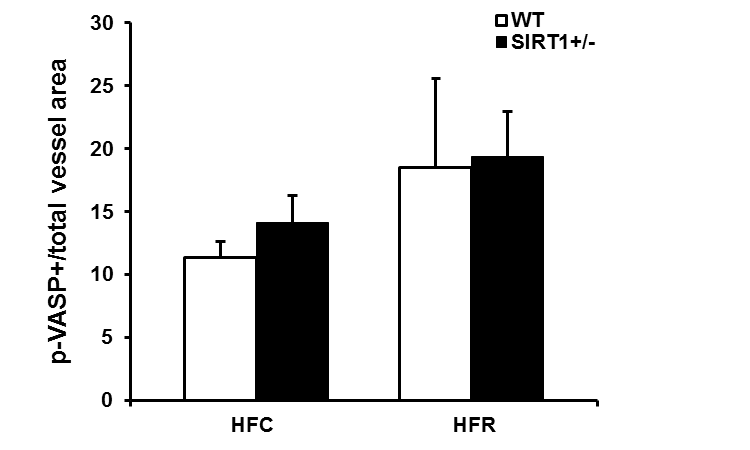 WT
SIRT1+/-
p-VASP+/total vessel area
30
25
20
15
10
5
0
HFC
HFR